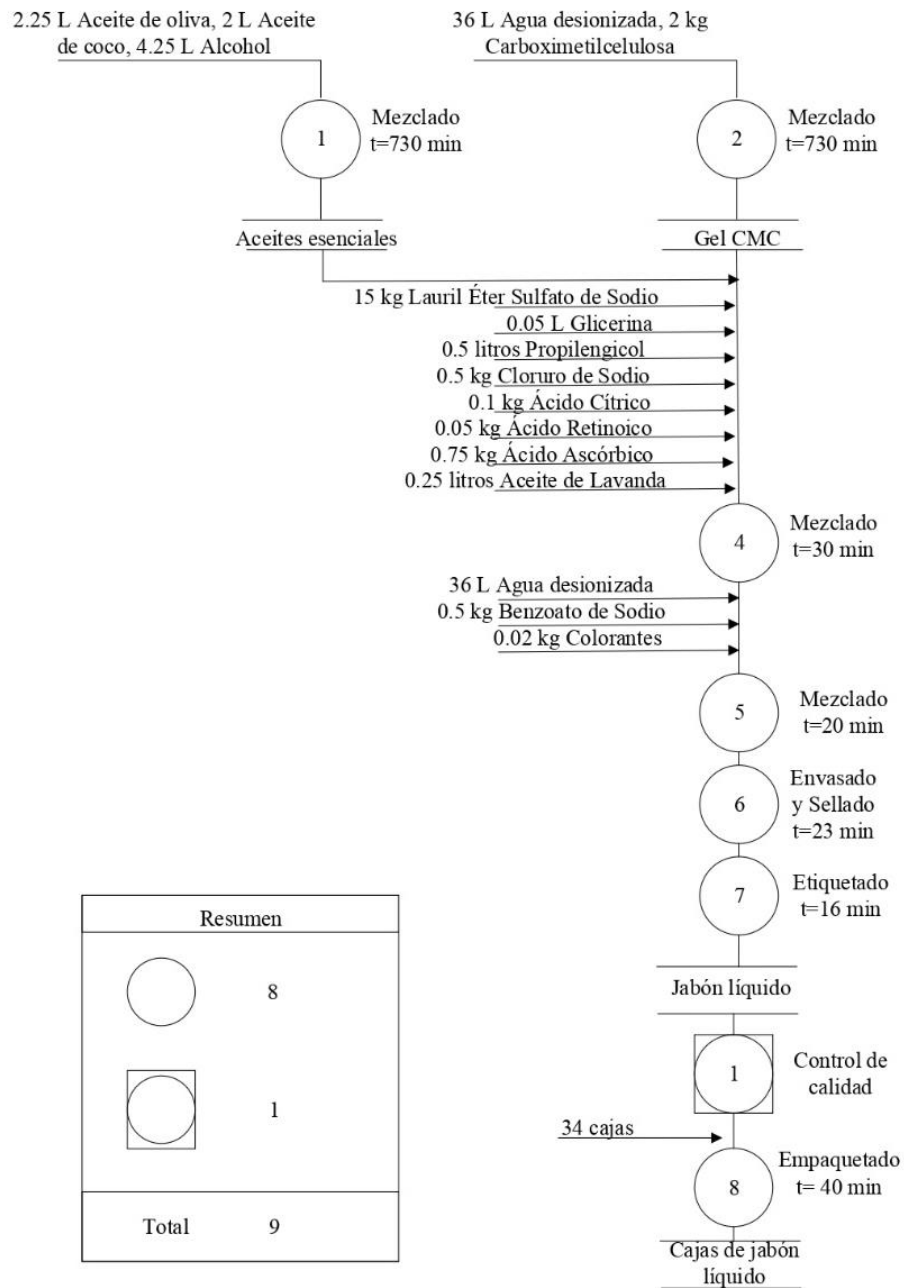 2.25 L Aceite de oliva, 2 L Aceite
de coco, 4.25 L Alcohol
36 L Agua desionizada, 2 kg
Carboximetilcelulosa
1
Mezclado
t=730 min
2
Mezclado
t=730 min
Aceites esenciales
Gel CMC
15 kg Lauril Éter Sulfato de Sodio
0.05 L Glicerina
0.5 litros Propilengicol
0.5 kg Cloruro de Sodio
0.1 kg Ácido Cítrico
0.05 kg Ácido Retinoico
0.75 kg Ácido Ascórbico
0.25 litros Aceite de Lavanda
4
Mezclado
t=30 min
36 L Agua desionizada
0.5 kg Benzoato de Sodio
0.02 kg Colorantes
5
Mezclado
t=20 min
6
Envasado
y Sellado
t=23 min
7
Etiquetado
t=16 min
Jabón líquido
1
Control de
calidad
34 cajas
8
Empaquetado
t= 40 min
Cajas de jabón
líquido
Resumen
8
1
Total 9